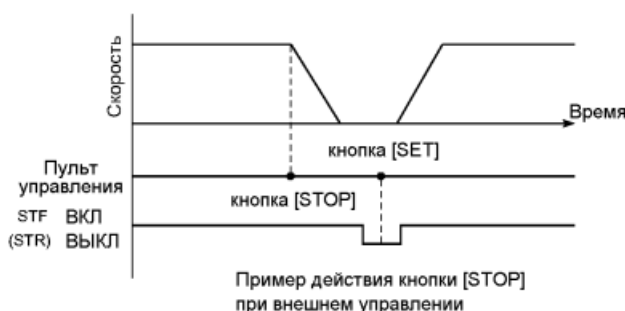 Скорость
Время
кнопка [SET]
Пульт
управления
кнопка [STOP]
STF ВКЛ
(STR) ВЫКЛ
Пример действия кнопки [STOP]
при внешнем управлении